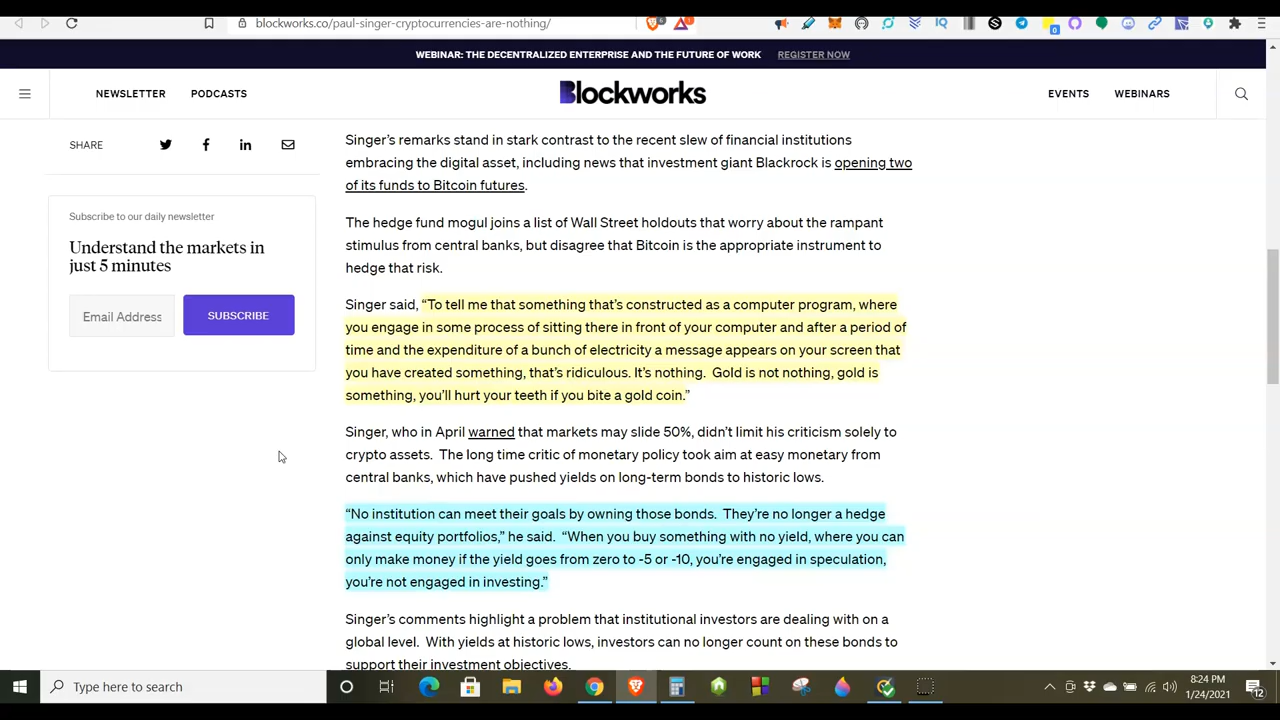 blockworks.co/paul-singer-cryptocurrencies-are-nothing/
WEBINAR: THE DECENTRALIZED ENTERPRISE AND THE FUTURE OF WORK REGISTER NOW
NEWSLETTER PODCASTS Blockworks EVENTS WEBINARS
SHARE
Subscribe to our daily newsletter
Understand the markets in
just 5 minutes
Email Address SUBSCRIBE
Singer's remarks stand in stark contrast to the recent slew of financial institutions
embracing the digital asset, including news that investment giant Blackrock is opening two
of its funds to Bitcoin futures.
The hedge fund mogul joins a list of Wall Street holdouts that worry about the rampant
stimulus from central banks, but disagree that Bitcoin is the appropriate instrument to
hedge that risk.
Singer said, “To tell me that something that’s constructed as a computer program, where
you engage in some process of sitting there in front of your computer and after a period of
time and the expenditure of a bunch of electricity a message appears on your screen that
you have created something, that’s ridiculous. It’s nothing.  Gold is not nothing, gold is
something, you’ll hurt your teeth if you bite a gold coin.”
Singer, who in April warned that markets may slide 50%, didn’t limit his criticism solely to
crypto assets.  The long time critic of monetary policy took aim at easy monetary from
central banks, which have pushed yields on long-term bonds to historic lows.
“No institution can meet their goals by owning those bonds.  They’re no longer a hedge
against equity portfolios,” he said.  “When you buy something with no yield, where you can
only make money if the yield goes from zero to -5 or -10, you’re engaged in speculation,
you’re not engaged in investing.”
Singer’s comments highlight a problem that institutional investors are dealing with on a
global level.  With yields at historic lows, investors can no longer count on these bonds to
support their investment objectives.
Type here to search
8:24 PM
1/24/2021
12